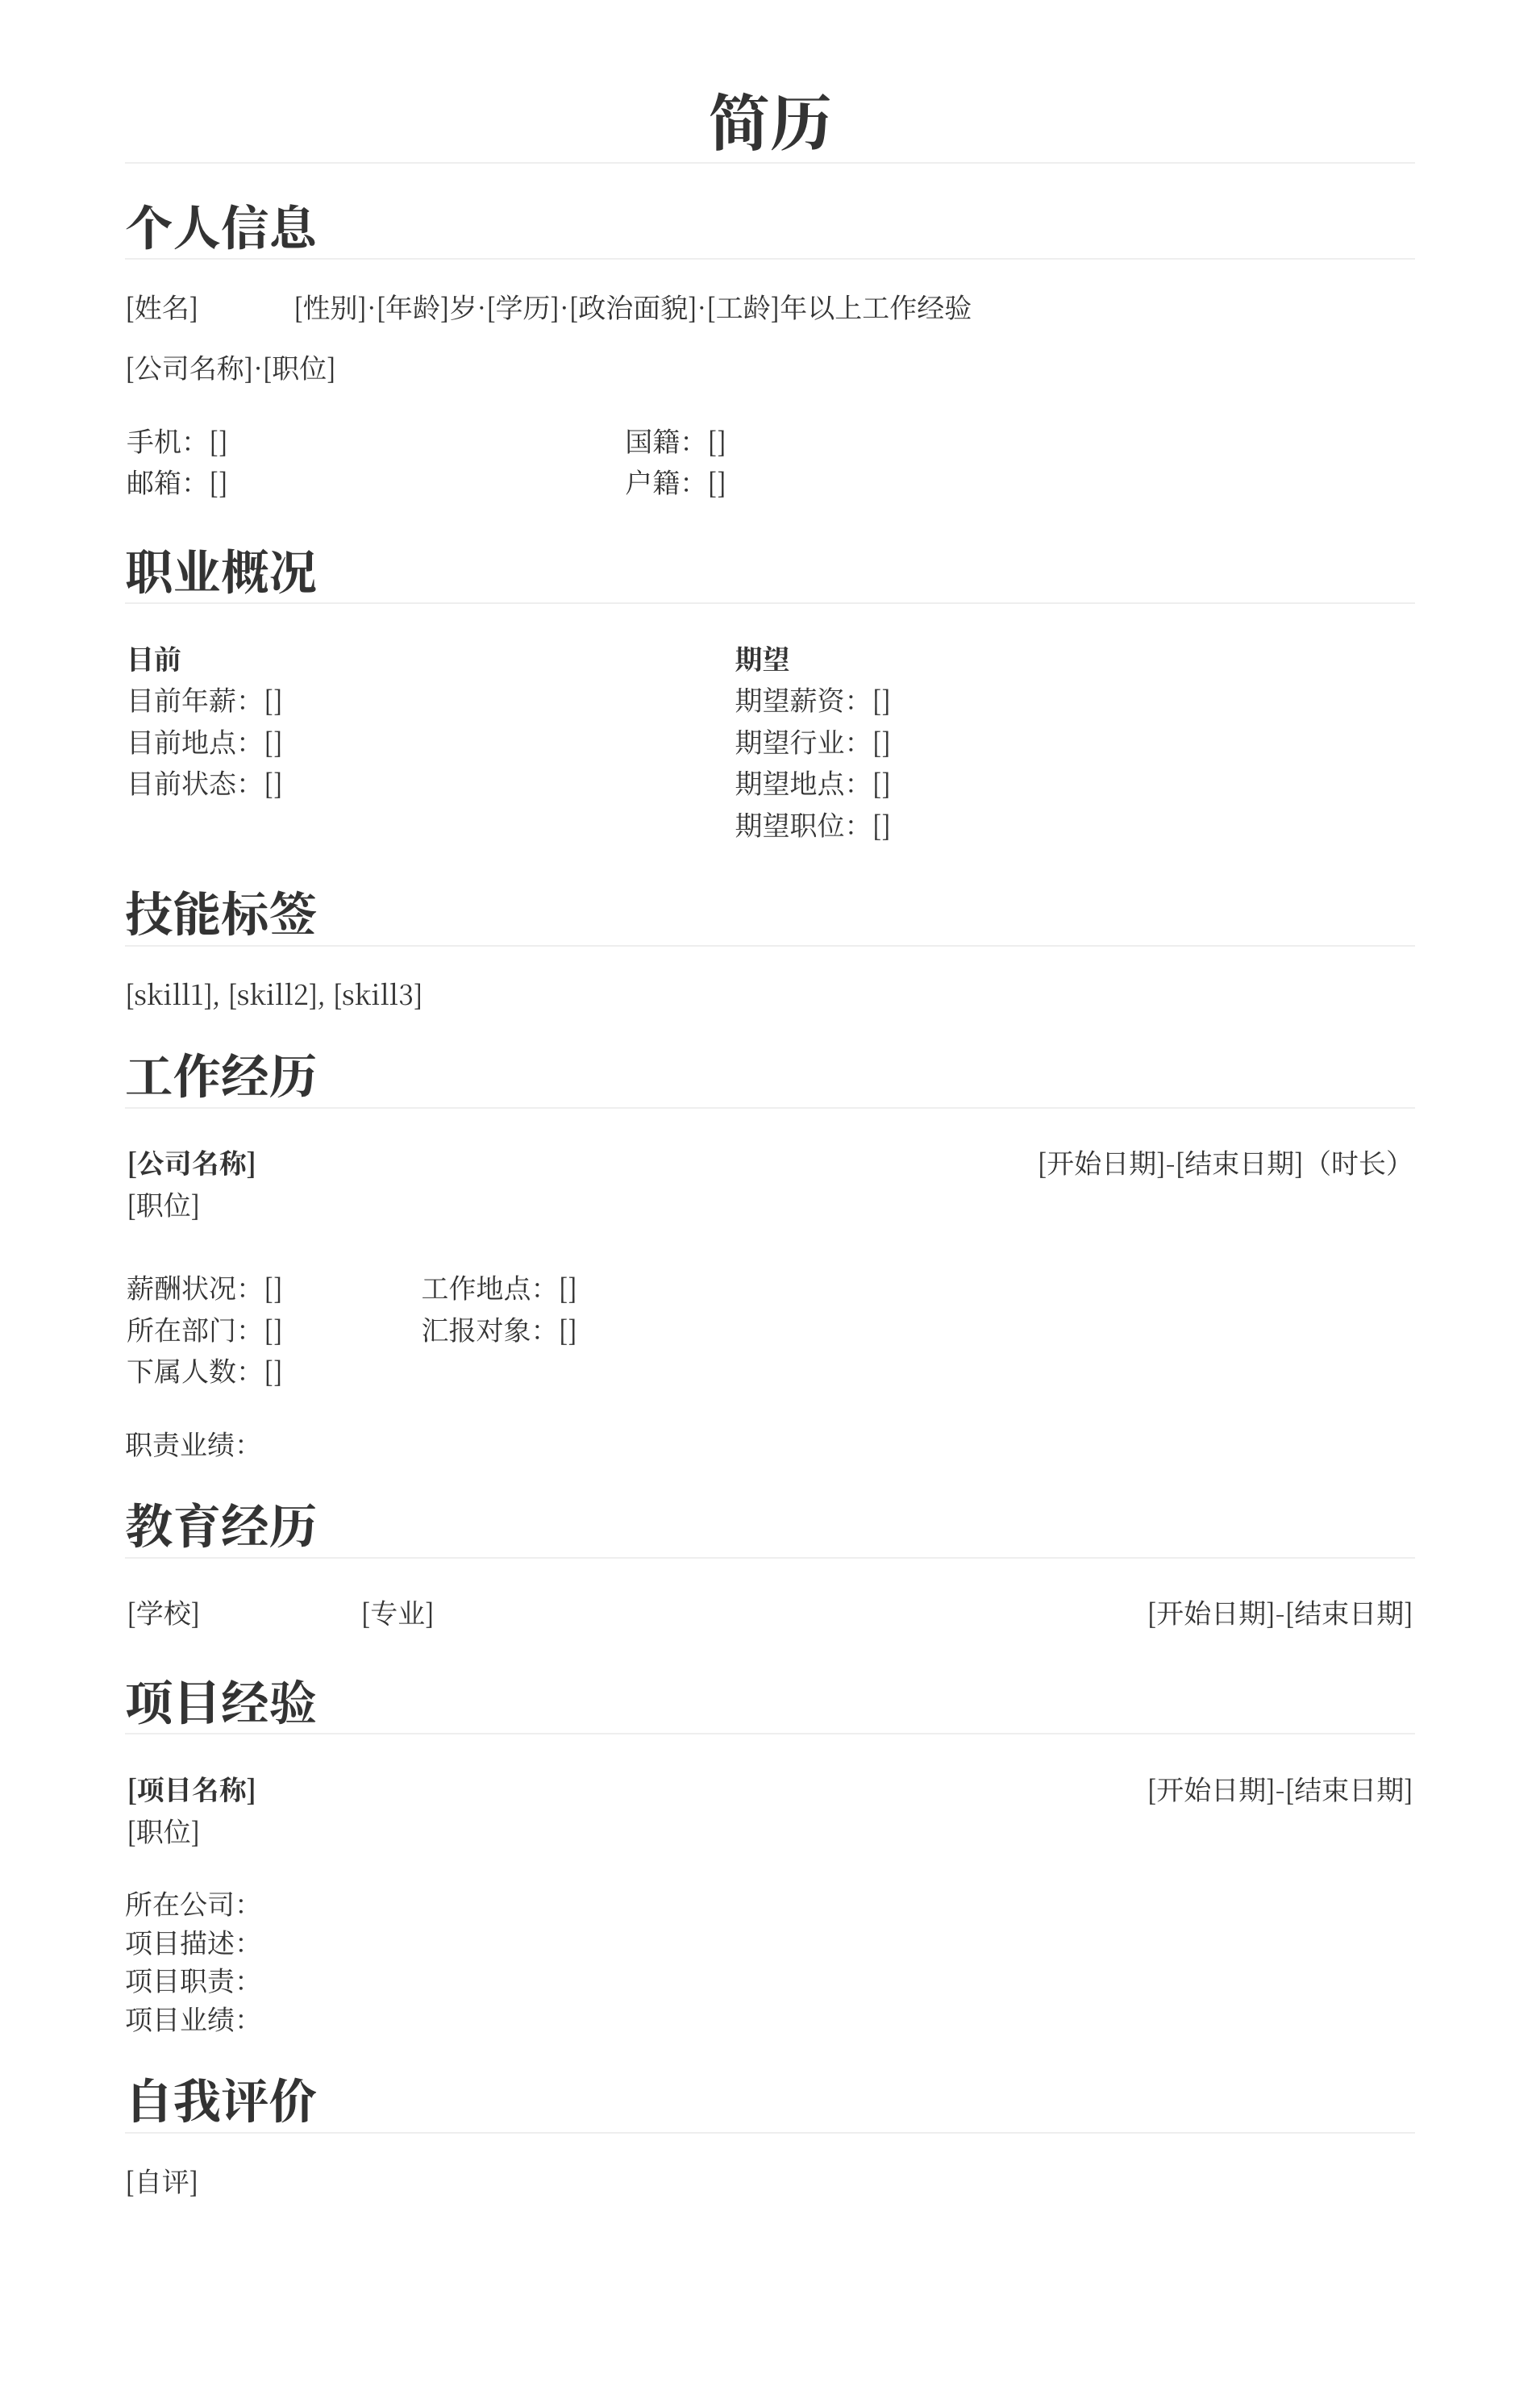 简历
个人信息
[姓名] [性别]·[年龄]岁·[学历]·[政治面貌]·[工龄]年以上工作经验
[公司名称]·[职位]
手机：[] 国籍：[]
邮箱：[] 户籍：[]
职业概况
目前 期望
目前年薪：[] 期望薪资：[]
目前地点：[] 期望行业：[]
目前状态：[] 期望地点：[]
期望职位：[]
技能标签
[skill1], [skill2], [skill3]
工作经历
[公司名称] [开始日期]-[结束日期]（时长）
[职位]
薪酬状况：[] 工作地点：[]
所在部门：[] 汇报对象：[]
下属人数：[]
职责业绩：
教育经历
[学校] [专业] [开始日期]-[结束日期]
项目经验
[项目名称] [开始日期]-[结束日期]
[职位]
所在公司：
项目描述：
项目职责：
项目业绩：
自我评价
[自评]